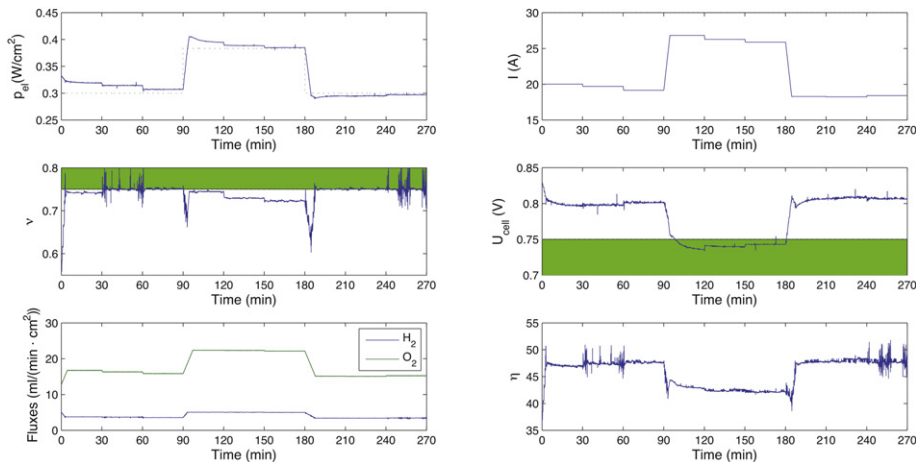 0.45
0.4
0.35
0.3
0.25
p_el (W/cm²)
0 30 60 90 120 150 180 210 240 270
Time (min)
30
25
20
15
I (A)
0 30 60 90 120 150 180 210 240 270
Time (min)
0.8
0.7
0.6
ν
0 30 60 90 120 150 180 210 240 270
Time (min)
0.85
0.8
0.75
0.7
U_cell (V)
0 30 60 90 120 150 180 210 240 270
Time (min)
30
20
10
0
Fluxes (ml/(min · cm²))
H₂
O₂
0 30 60 90 120 150 180 210 240 270
Time (min)
55
50
45
40
35
η
0 30 60 90 120 150 180 210 240 270
Time (min)